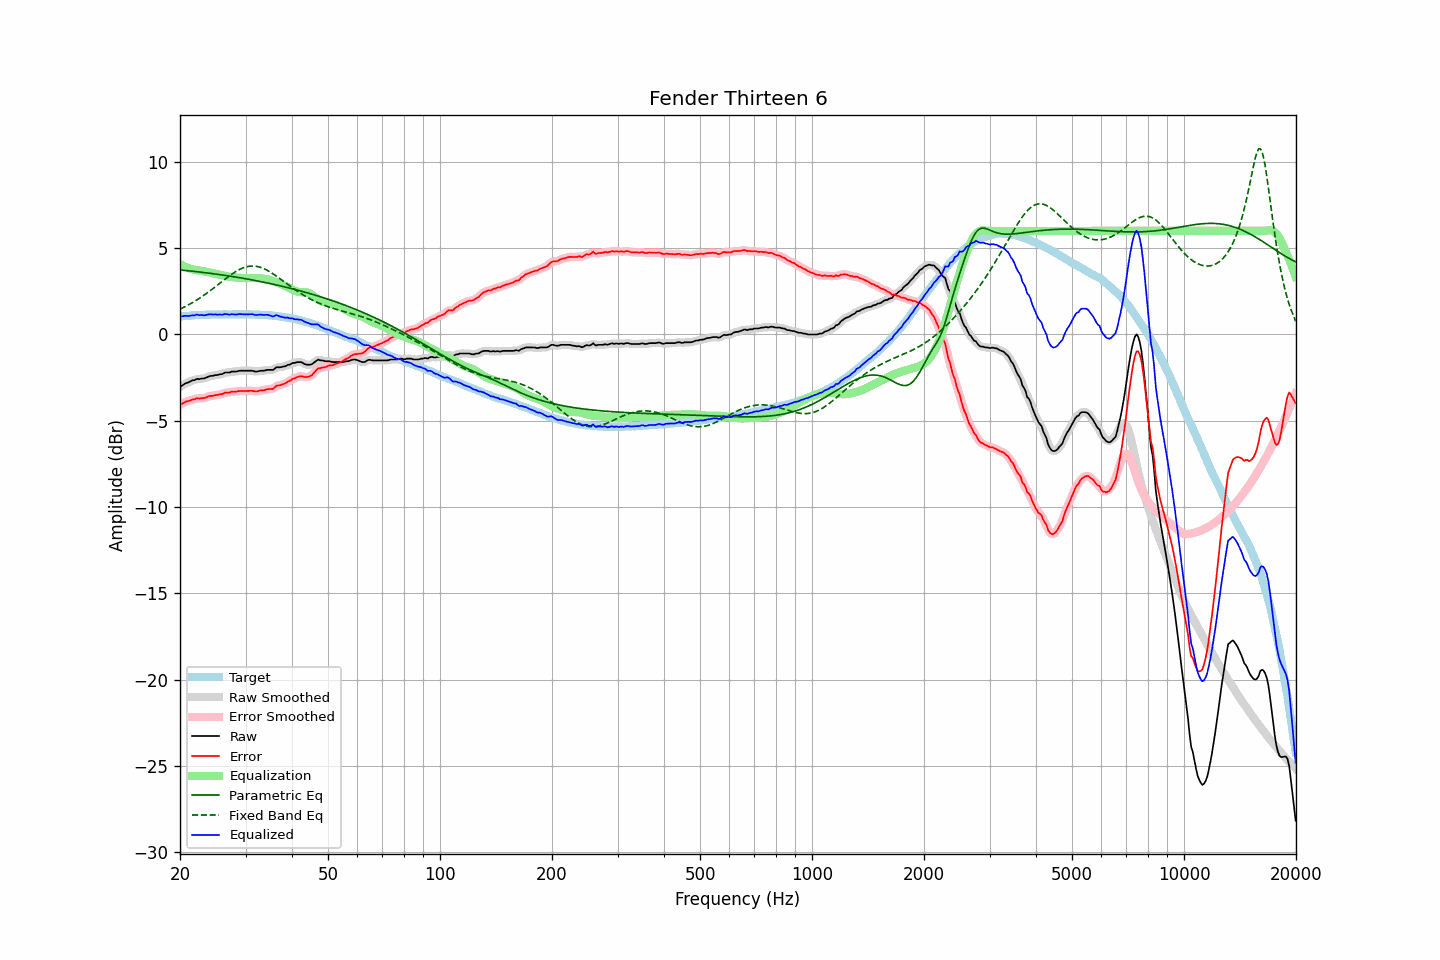 Fender Thirteen 6
Amplitude (dBr)
10
5
0
−5
−10
−15
−20
−25
−30
Target
Raw Smoothed
Error Smoothed
Raw
Error
Equalization
Parametric Eq
Fixed Band Eq
Equalized
20 50 100 200 500 1000 2000 5000 10000 20000
Frequency (Hz)